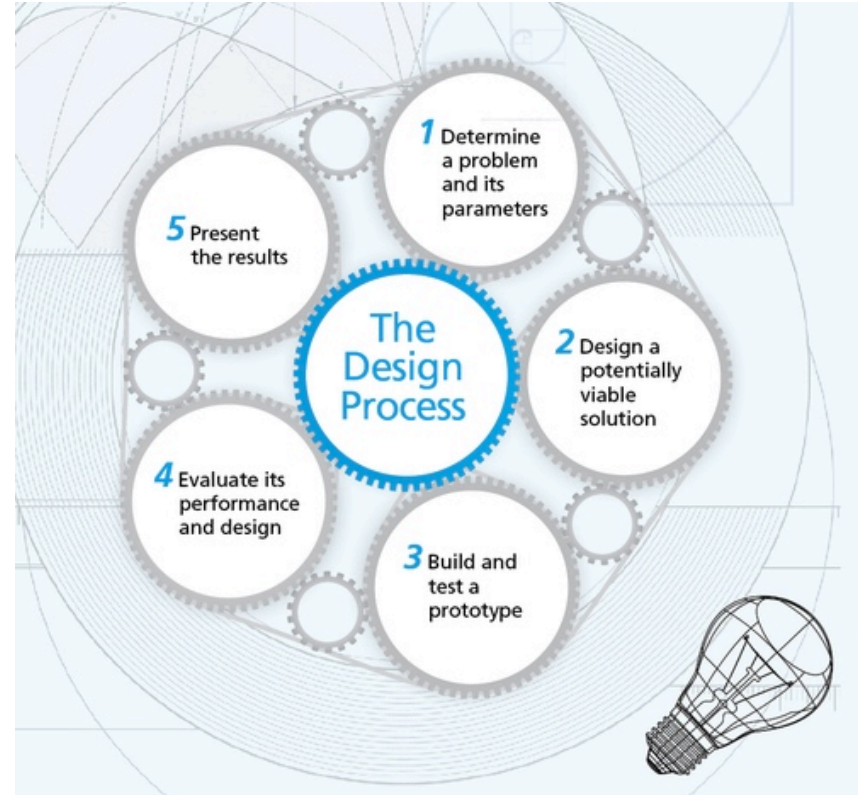 The
Design
Process
1 Determine
a problem
and its
parameters
2 Design a
potentially
viable
solution
3 Build and
test a
prototype
4 Evaluate its
performance
and design
5 Present
the results